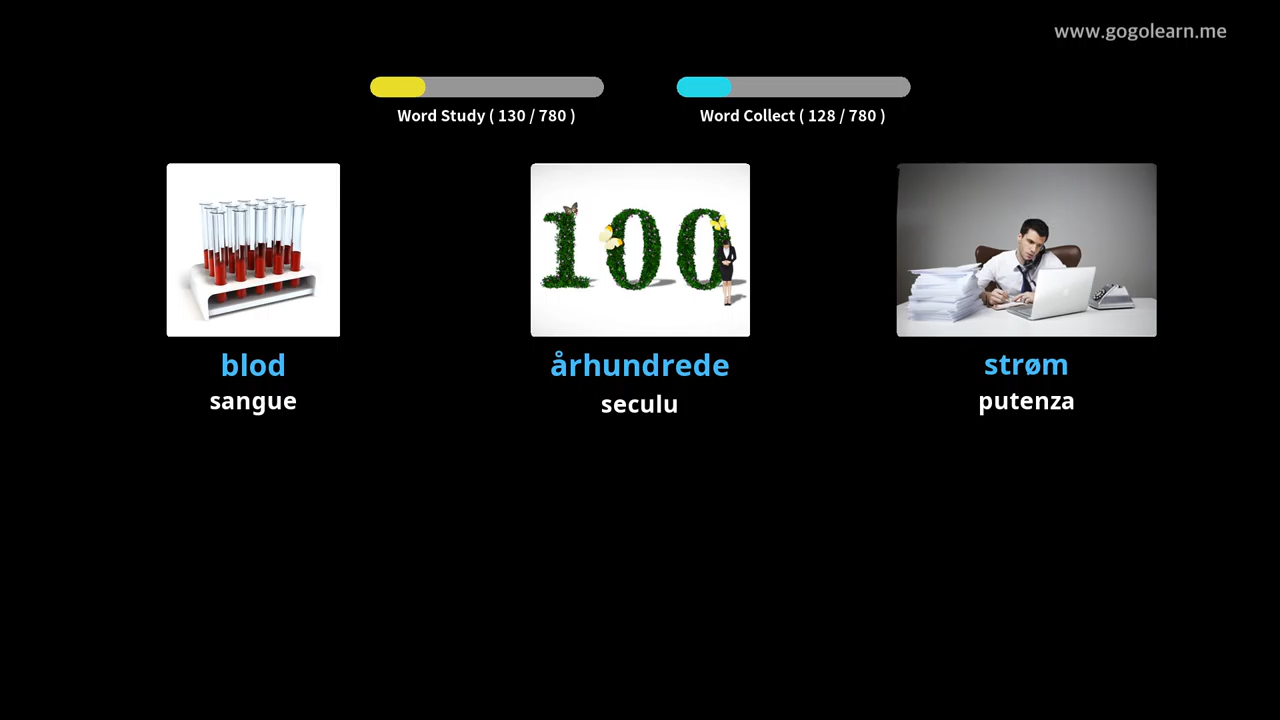 www.gogolearn.me
Word Study ( 130 / 780 )
Word Collect ( 128 / 780 )
blod
sangue
århundrede
seculu
strøm
putenza